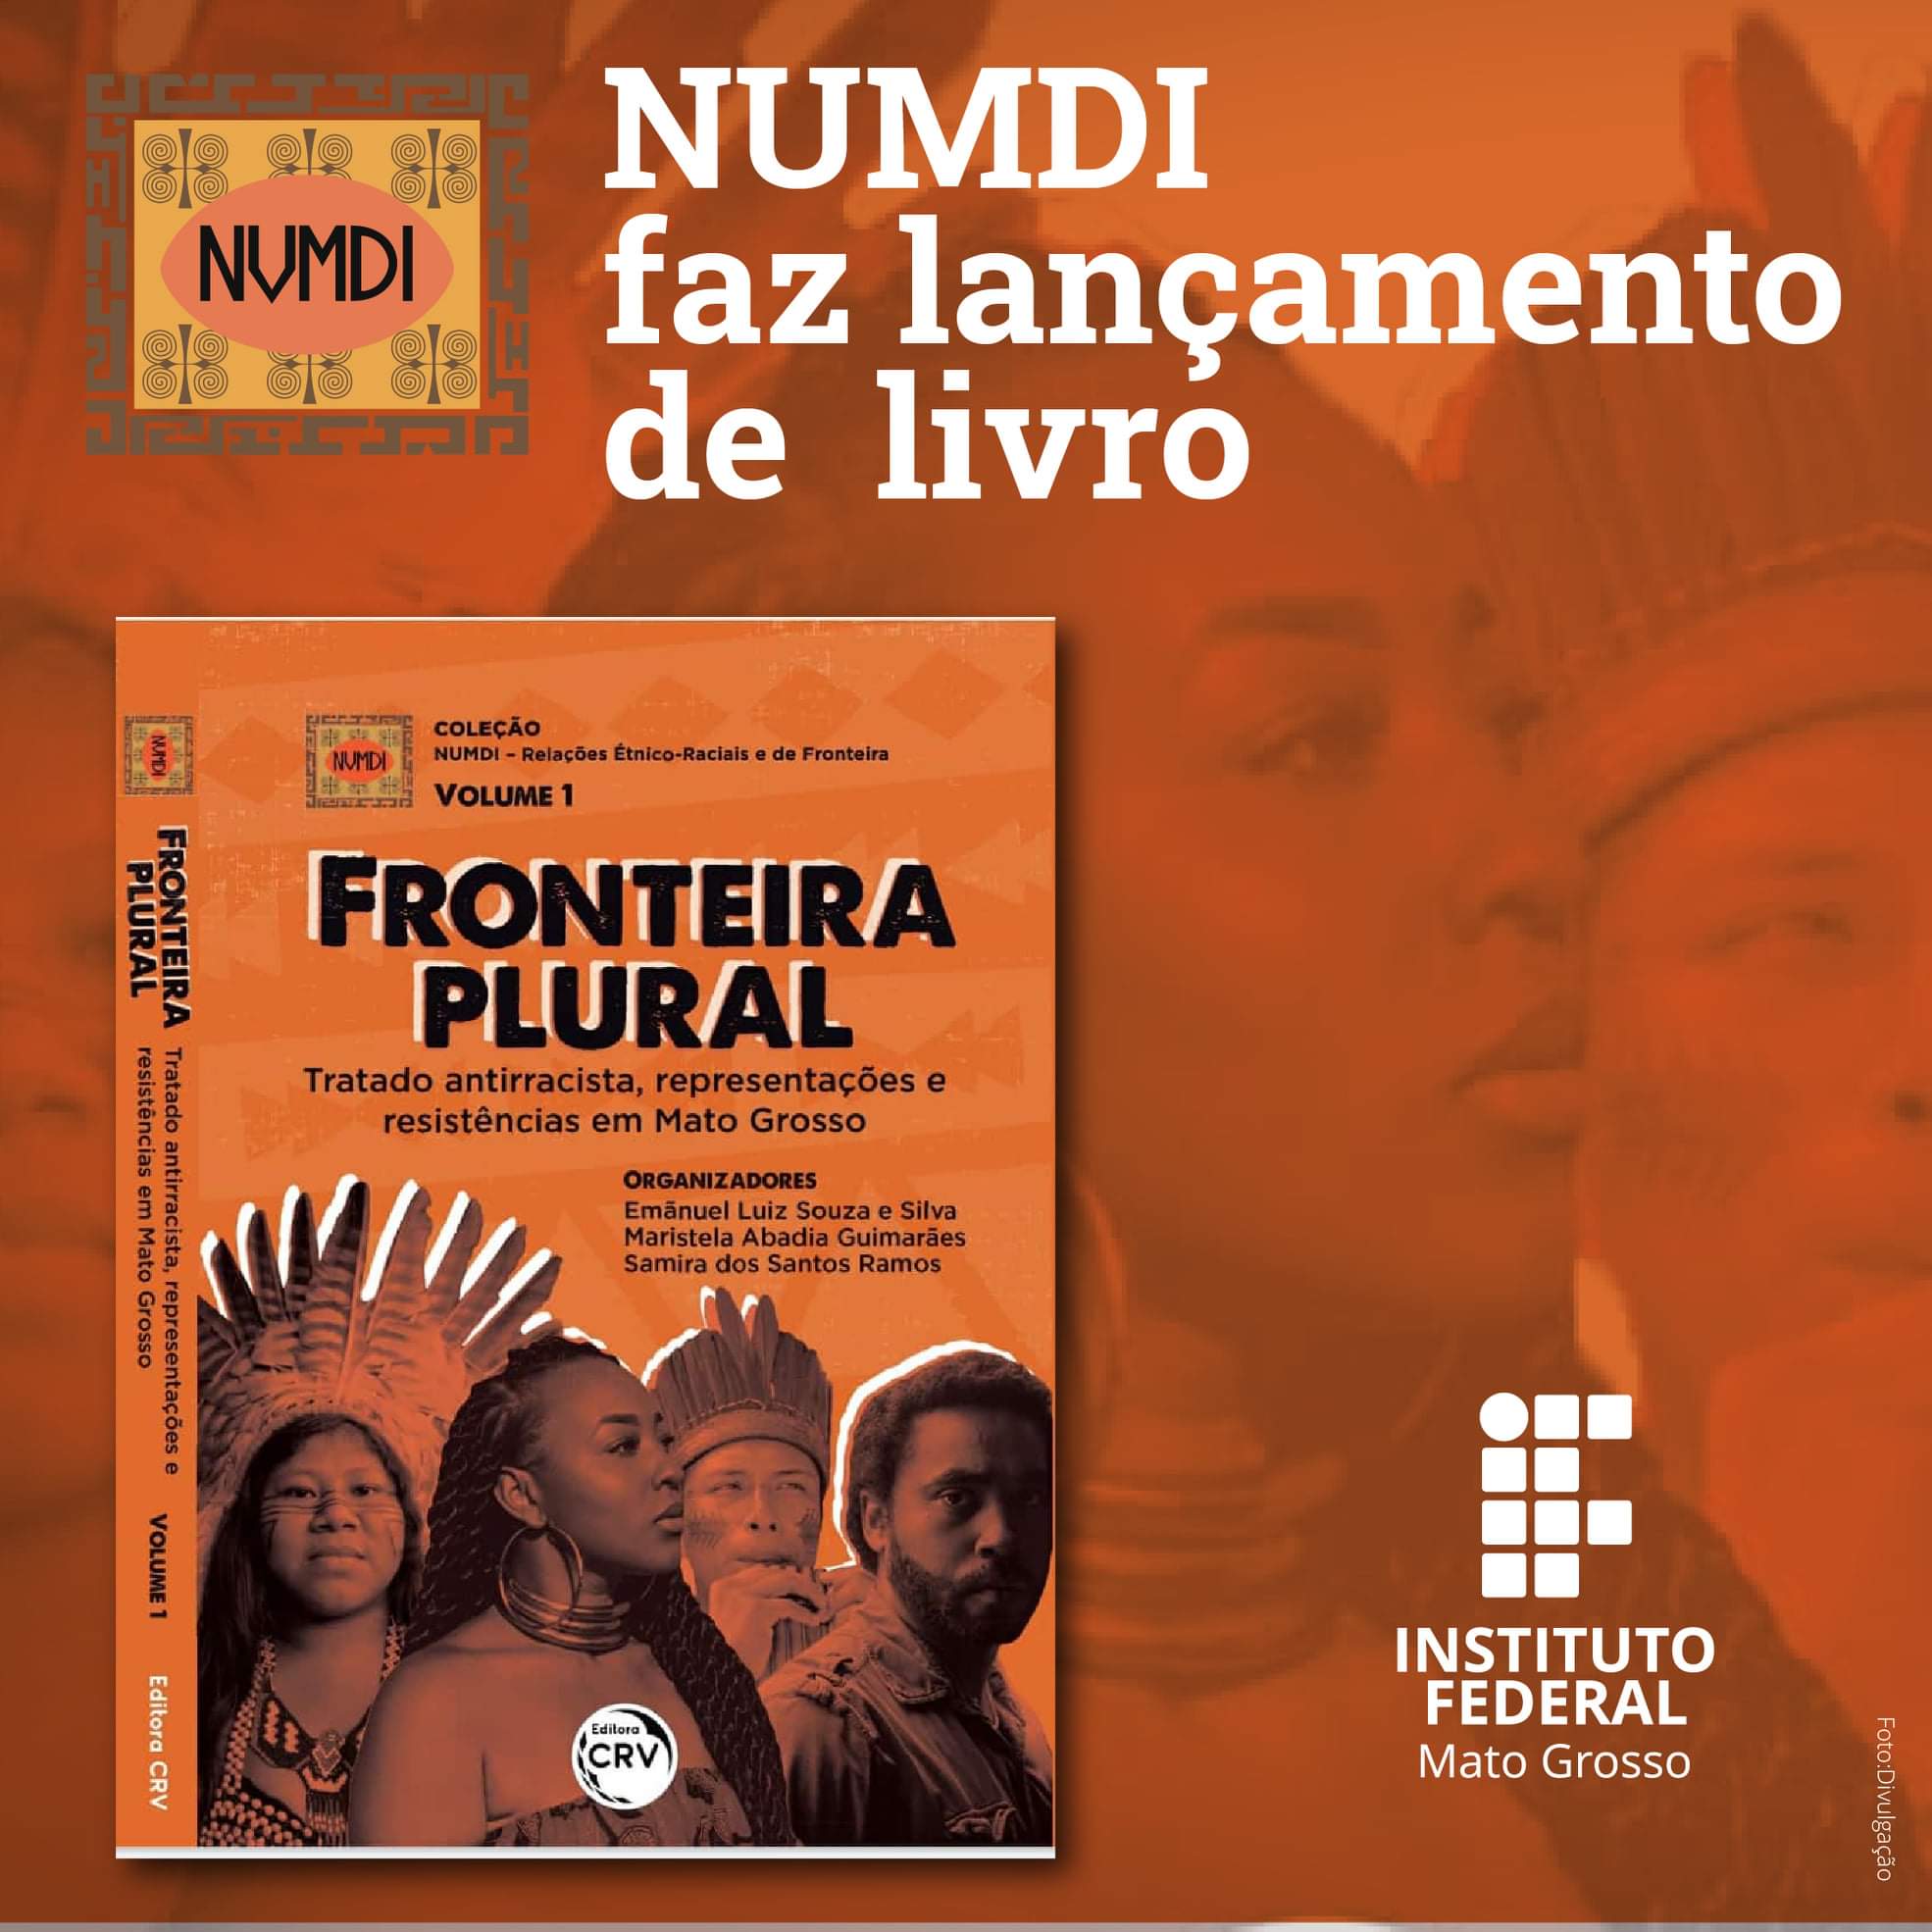 NUMDI
NUMDI
faz lançamento
de livro
NUMDI
FRONTEIRA
PLURAL
Tratado antirracista, representações e
resistências em Mato Grosso
VOLUME 1
Editora CRV
NUMDI
COLEÇÃO
NUMDI – Relações Étnico-Raciais e de Fronteira
VOLUME 1
FRONTEIRA
PLURAL
Tratado antirracista, representações e
resistências em Mato Grosso
ORGANIZADORES
Emãnuel Luiz Souza e Silva
Maristela Abadia Guimarães
Samira dos Santos Ramos
Editora
CRV
INSTITUTO
FEDERAL
Mato Grosso
Foto:Divulgação